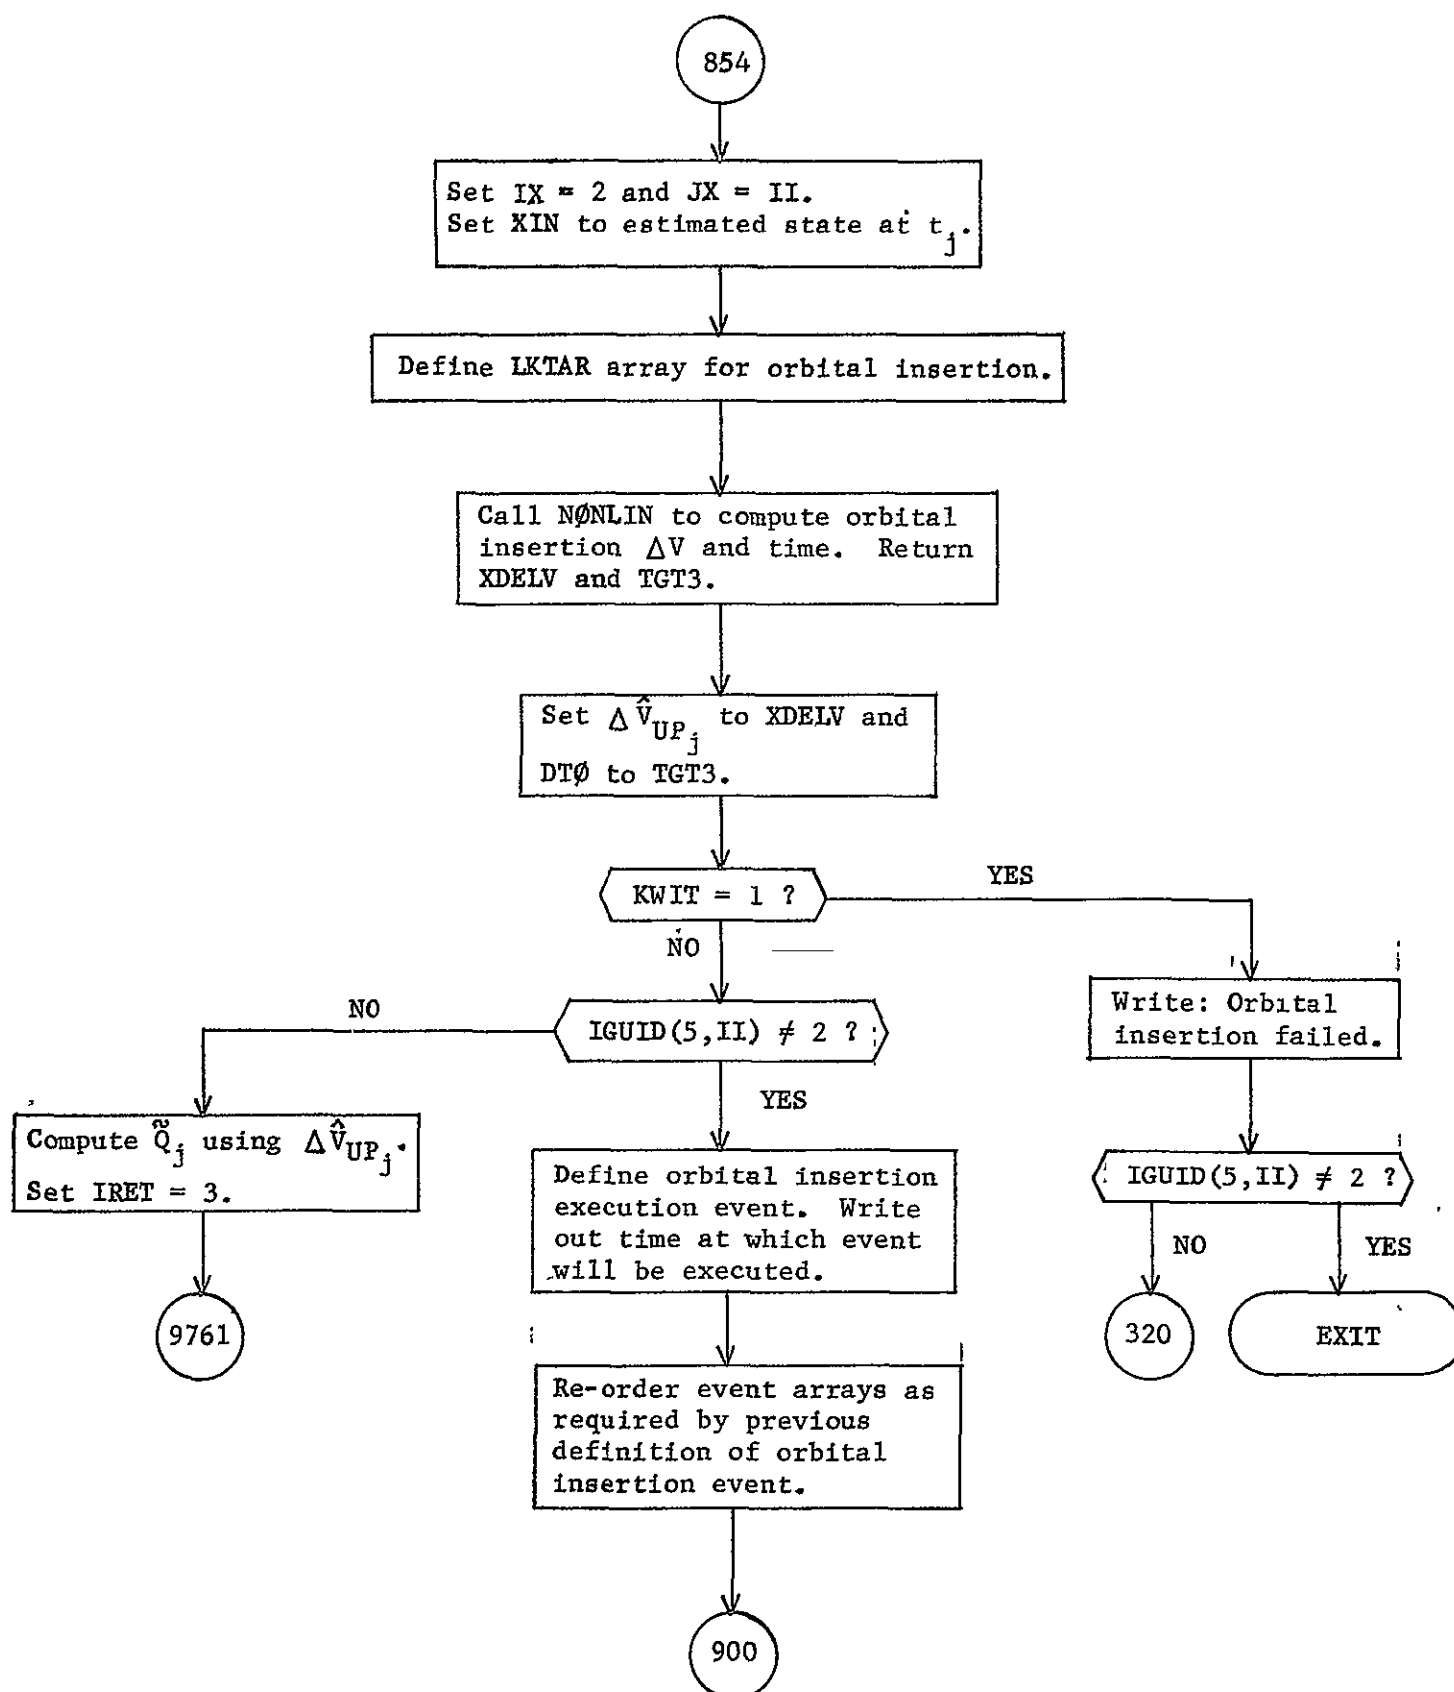 854
Set IX = 2 and JX = II.
Set XIN to estimated state at t_j.
Define LKTAR array for orbital insertion.
Call NØNLIN to compute orbital
insertion ΔV and time. Return
XDELV and TGT3.
Set ΔV̂_UP_j to XDELV and
DTØ to TGT3.
KWIT = 1 ?
YES
NO
IGUID(5,II) ≠ 2 ?
NO
YES
Write: Orbital
insertion failed.
Compute Q̃_j using ΔV̂_UP_j.
Set IRET = 3.
Define orbital insertion
execution event. Write
out time at which event
will be executed.
IGUID(5,II) ≠ 2 ?
NO
YES
9761
320
EXIT
Re-order event arrays as
required by previous
definition of orbital
insertion event.
900